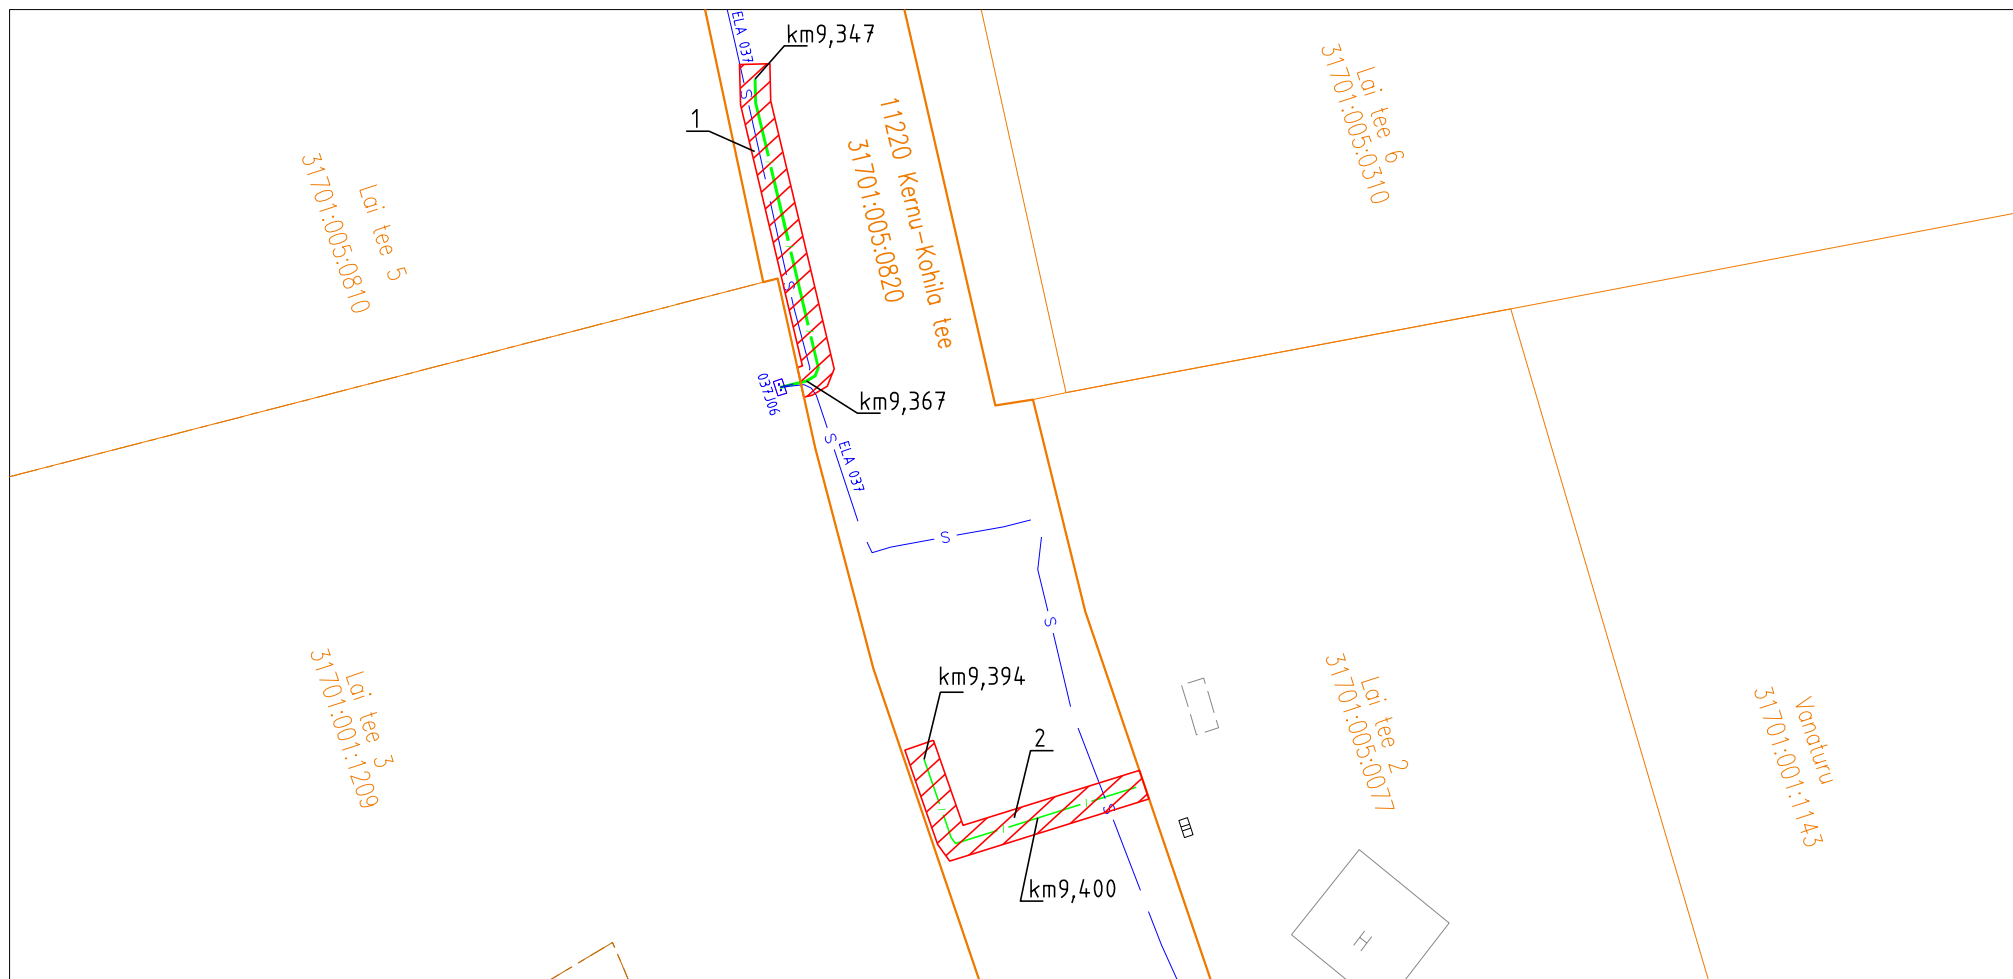 ELA 037
km9,347
S
1
11220 Kernu-Kohila tee
31701:005:0820
Lai tee 6
31701:005:0310
Lai tee 5
31701:005:0810
S
037J06
km9,367
S
ELA 037
S
S
Lai tee 3
31701:001:1209
km9,394
2
Lai tee 2
31701:005:0077
Vanaturu
31701:001:1143
S
km9,400
H